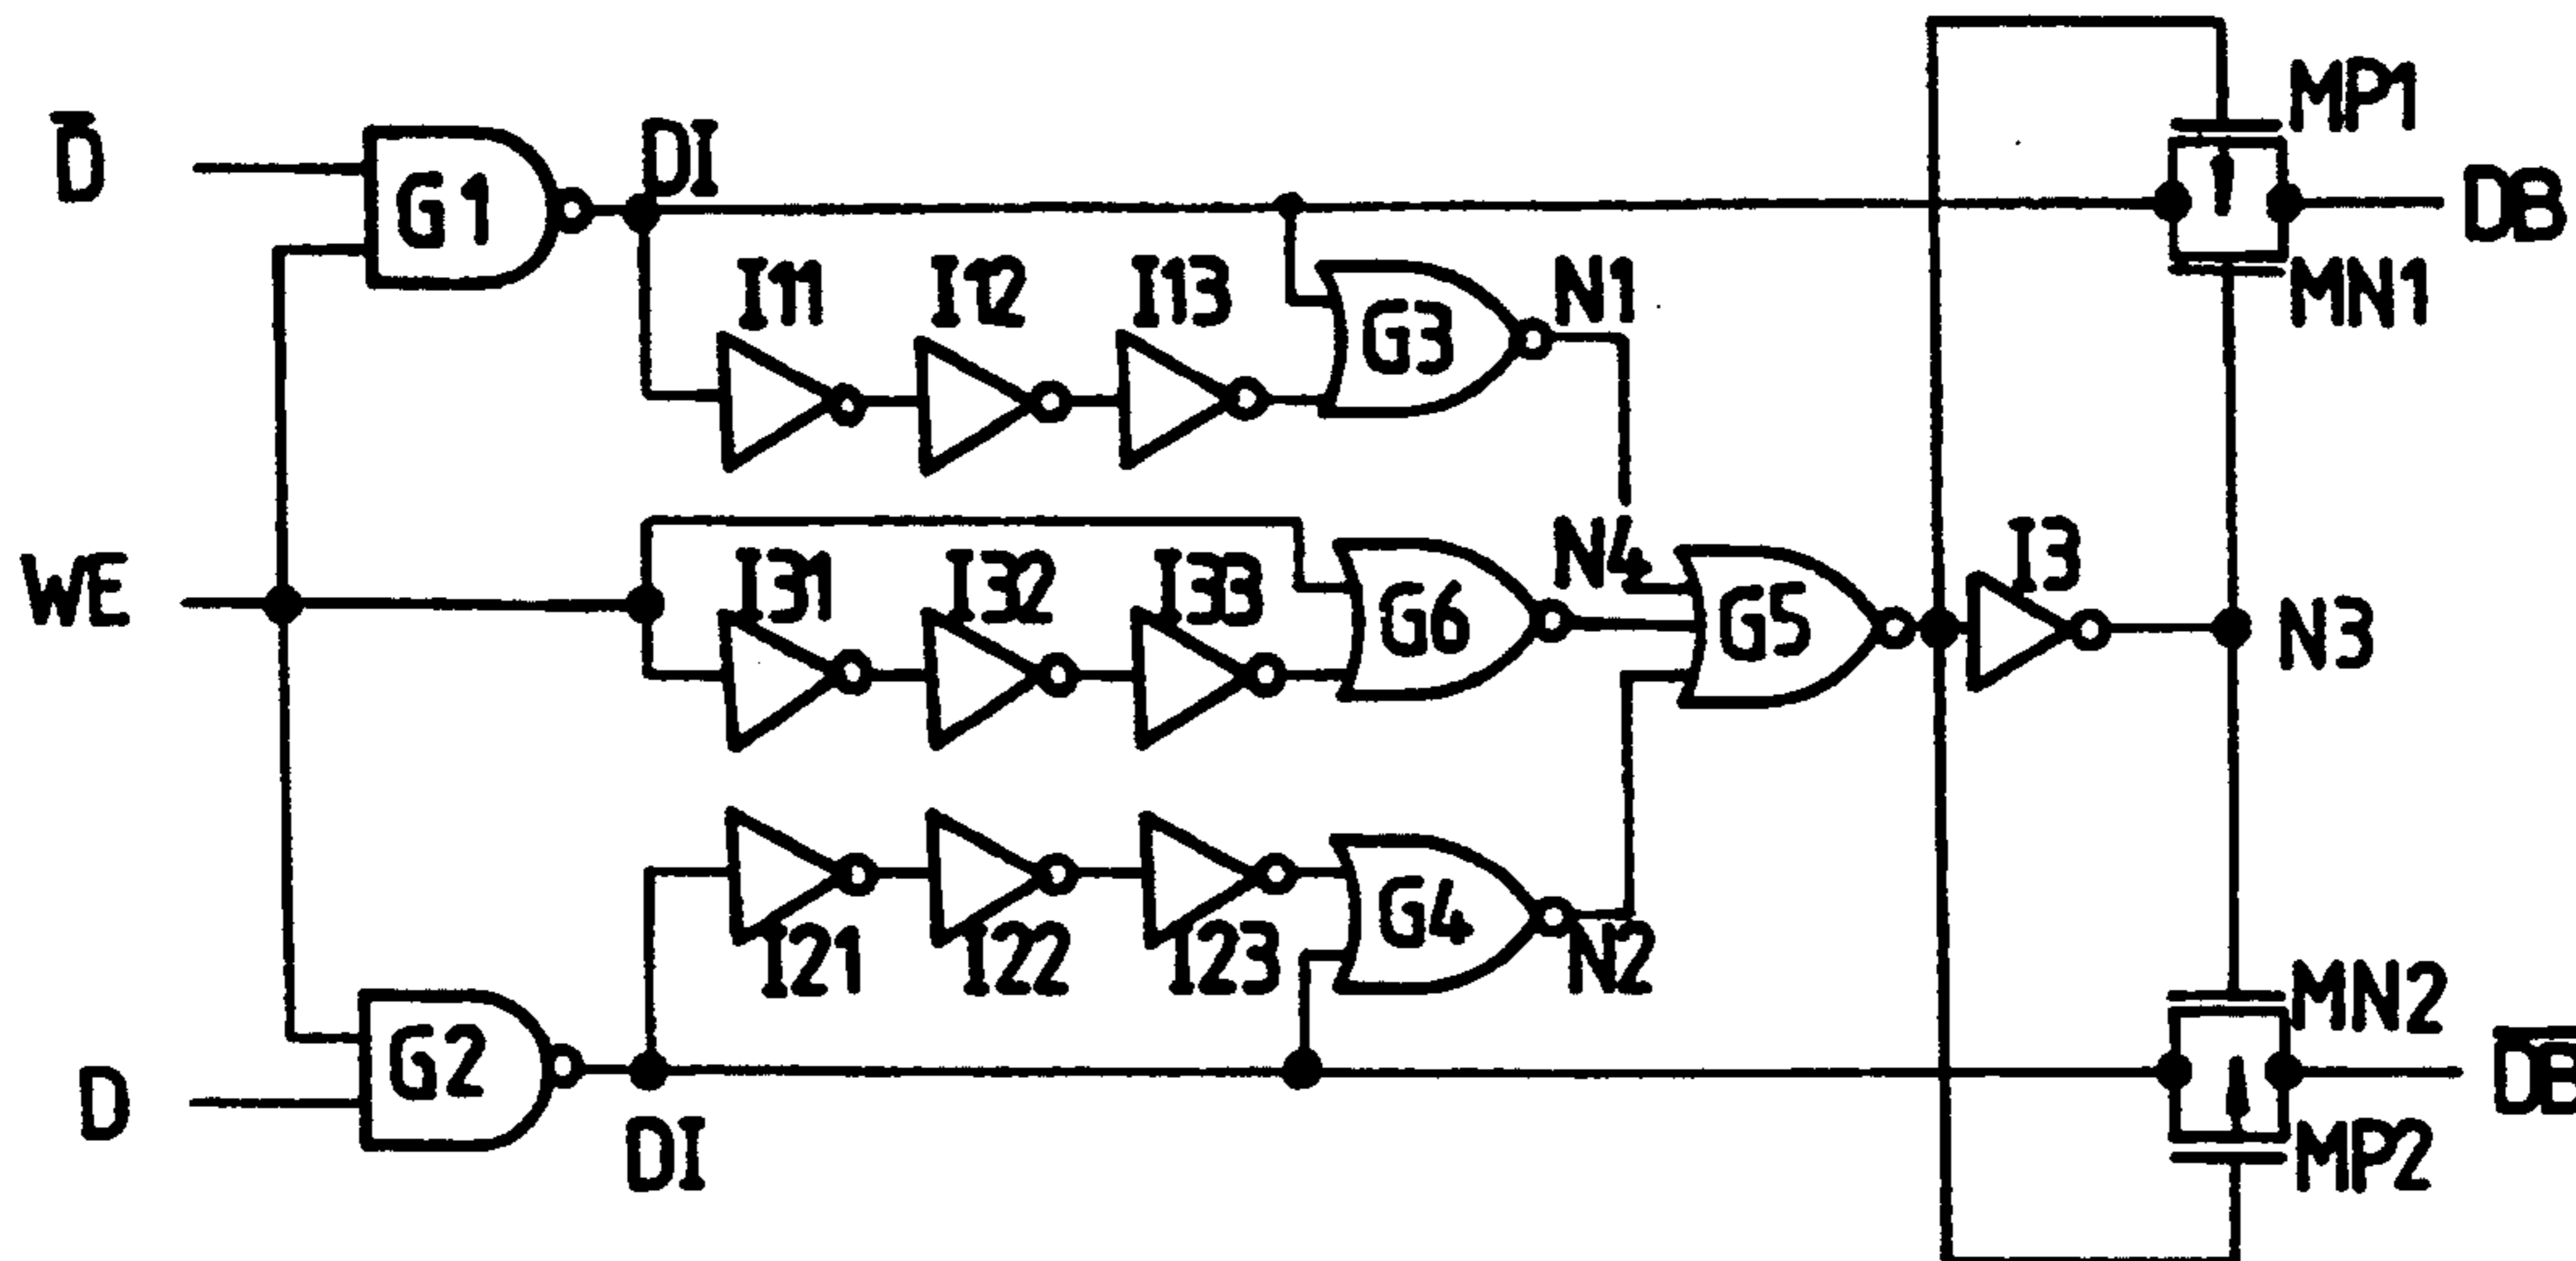 D̅
G1
DI
MP1
DB
MN1
I11
I12
I13
G3
N1
WE
I31
I32
I33
G6
N4
G5
I3
N3
I21
I22
I23
G4
N2
G2
D
DI
MN2
D̅B̅
MP2